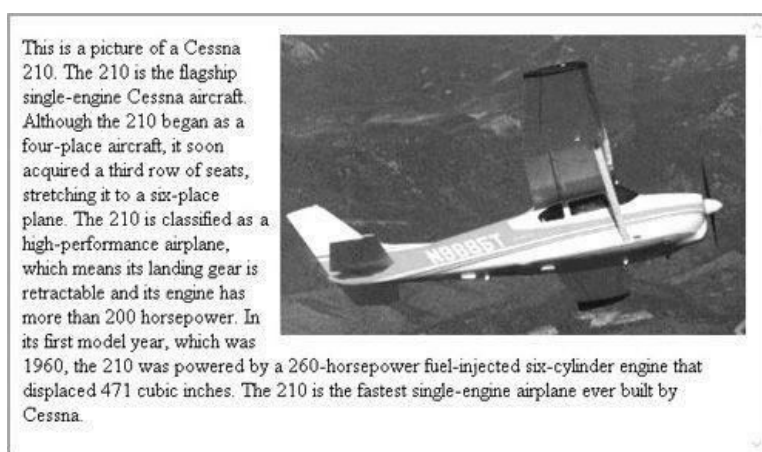 This is a picture of a Cessna
210. The 210 is the flagship
single-engine Cessna aircraft.
Although the 210 began as a
four-place aircraft, it soon
acquired a third row of seats,
stretching it to a six-place
plane. The 210 is classified as a
high-performance airplane,
which means its landing gear is
retractable and its engine has
more than 200 horsepower. In
its first model year, which was
1960, the 210 was powered by a 260-horsepower fuel-injected six-cylinder engine that
displaced 471 cubic inches. The 210 is the fastest single-engine airplane ever built by
Cessna.